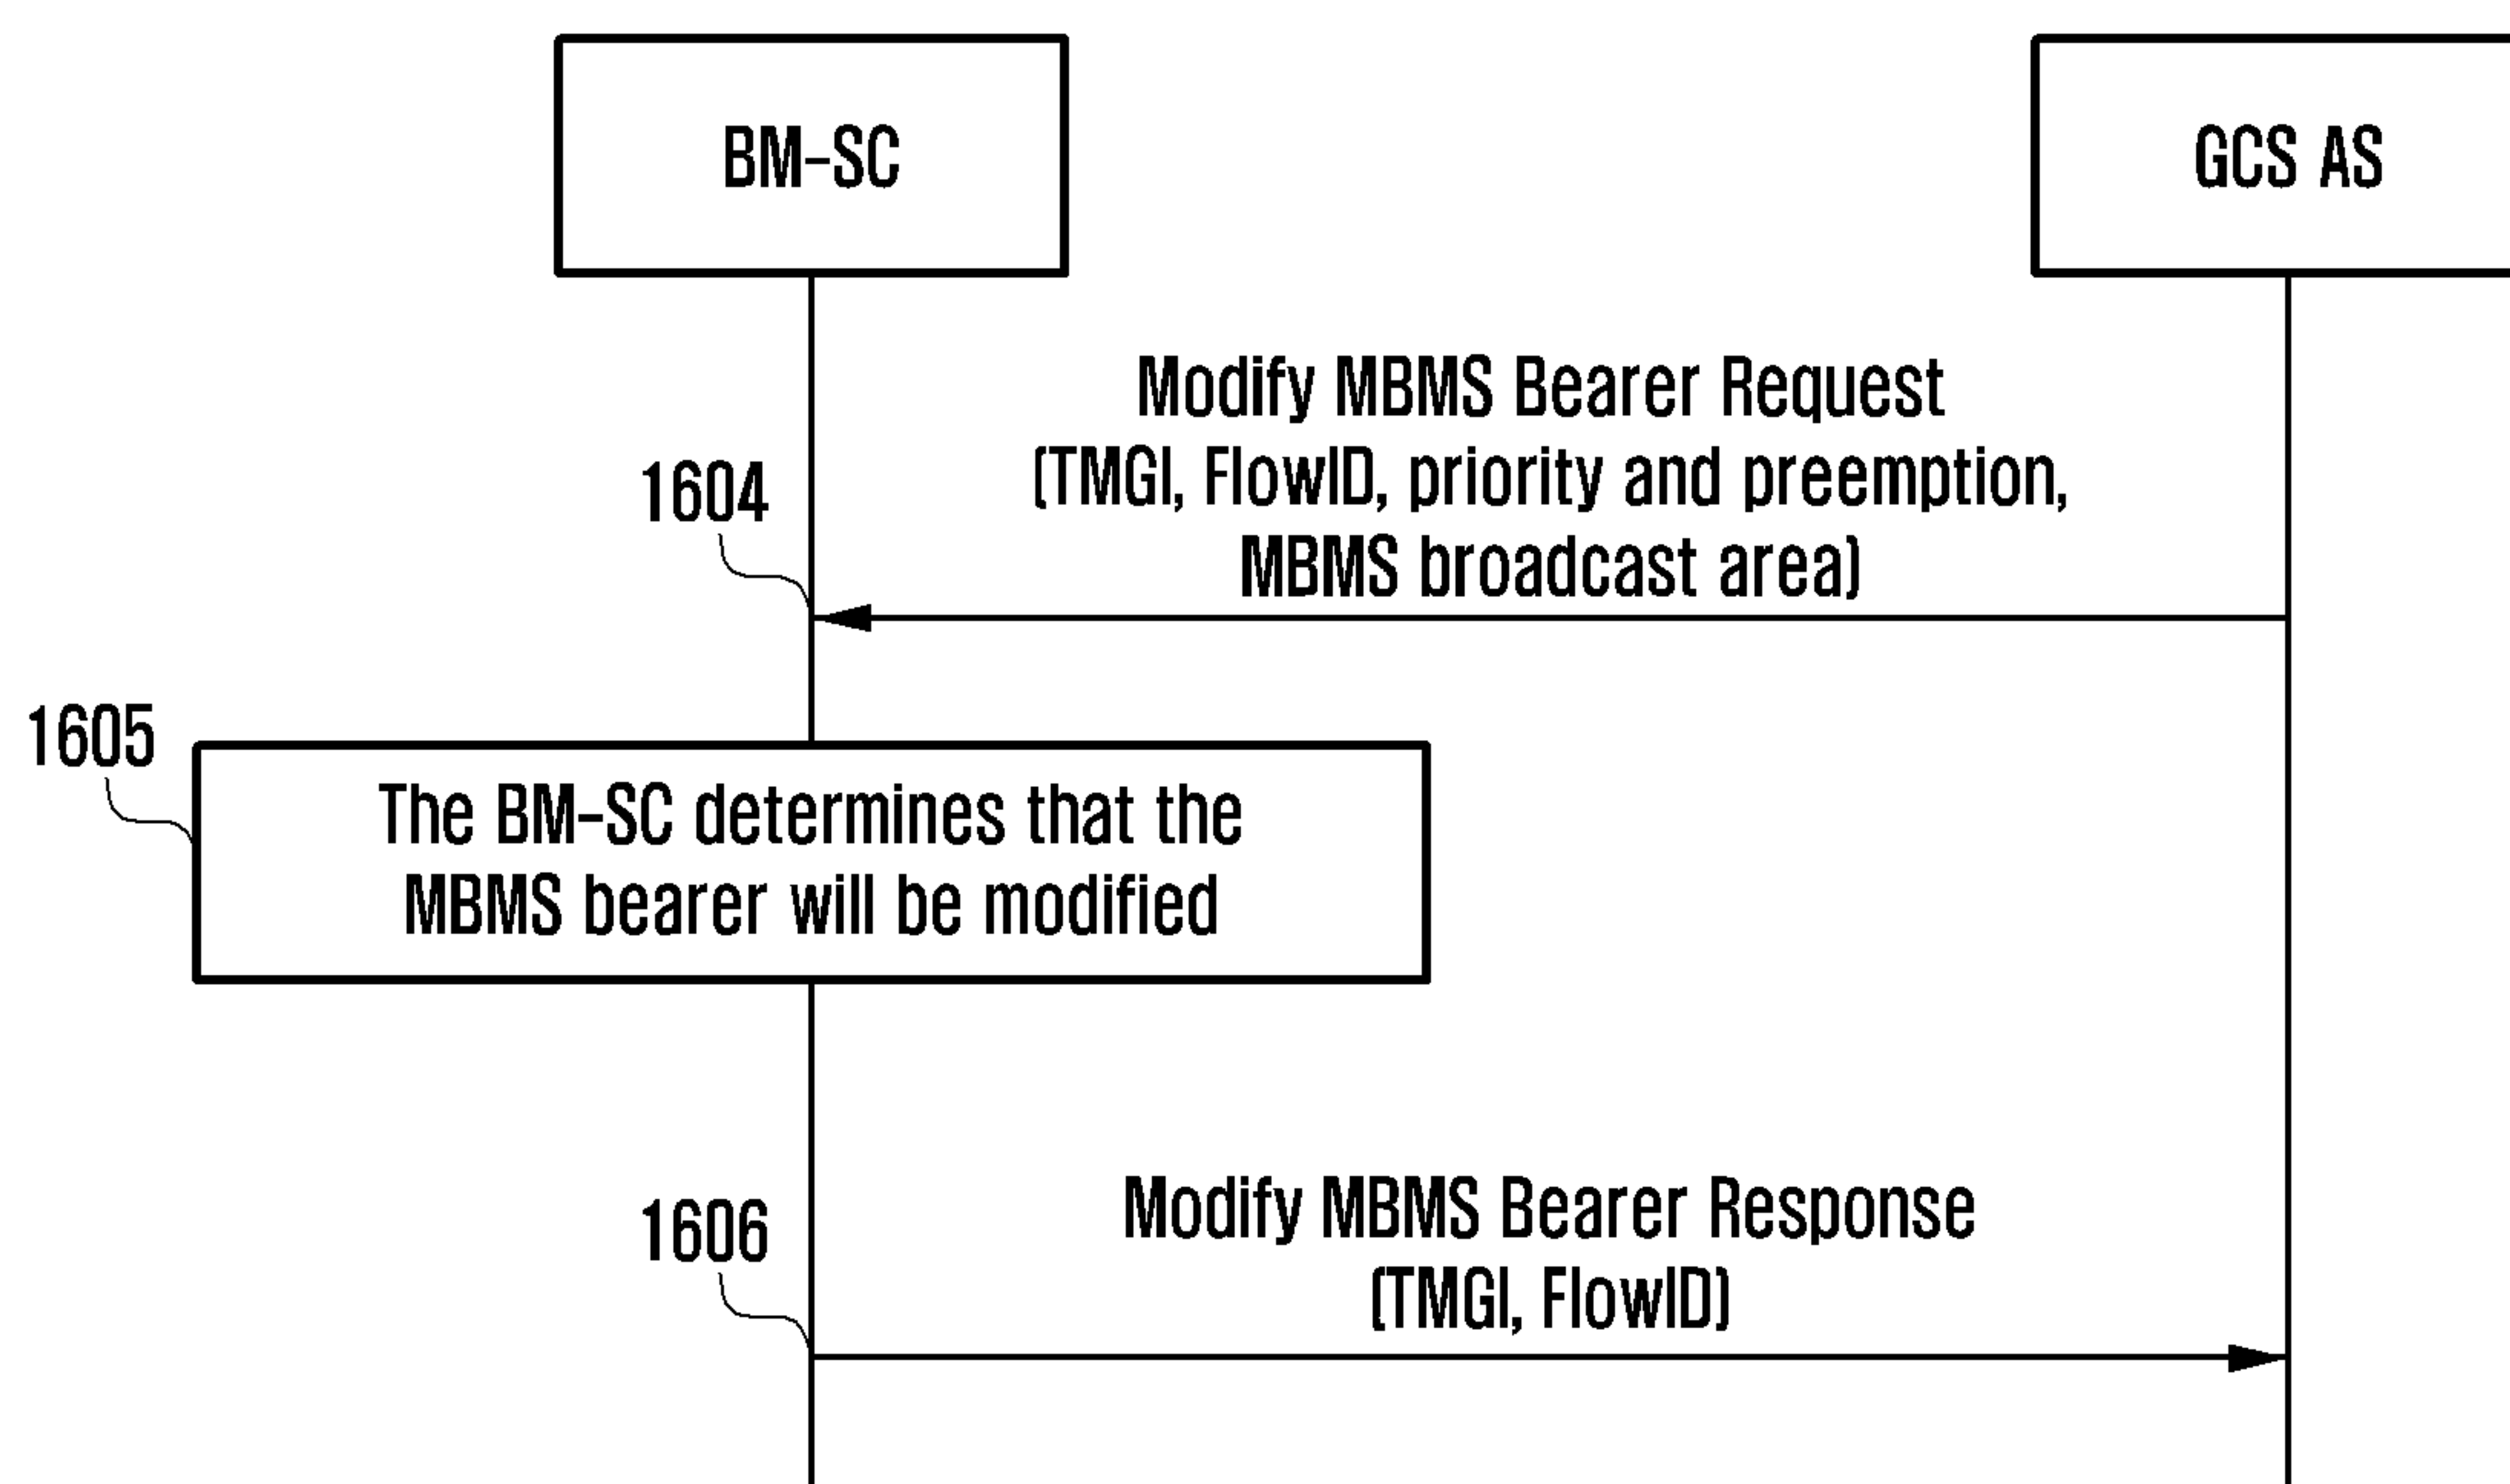 BM-SC
GCS AS
Modify MBMS Bearer Request
(TMGI, FlowID, priority and preemption,
MBMS broadcast area)
1604
1605
The BM-SC determines that the
MBMS bearer will be modified
1606
Modify MBMS Bearer Response
(TMGI, FlowID)